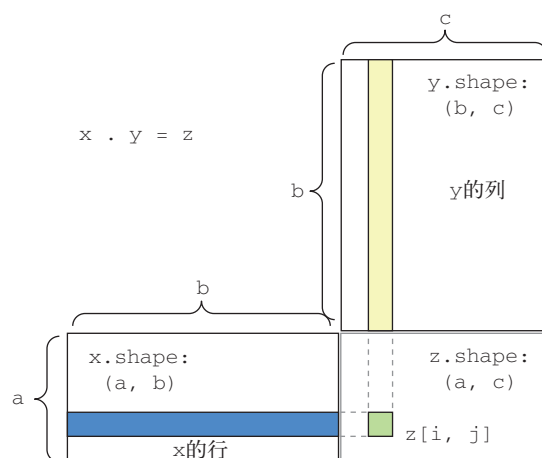 c
y.shape:
(b, c)
x . y = z
b
y的列
b
x.shape:
(a, b)
z.shape:
(a, c)
a
z[i, j]
x的行